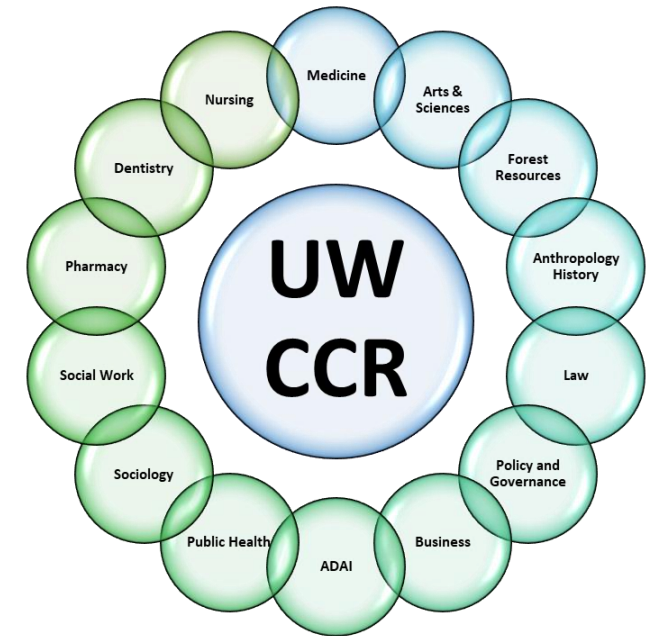 UW
CCR
Medicine
Arts &
Sciences
Forest
Resources
Anthropology
History
Law
Policy and
Governance
Business
ADAI
Public Health
Sociology
Social Work
Pharmacy
Dentistry
Nursing